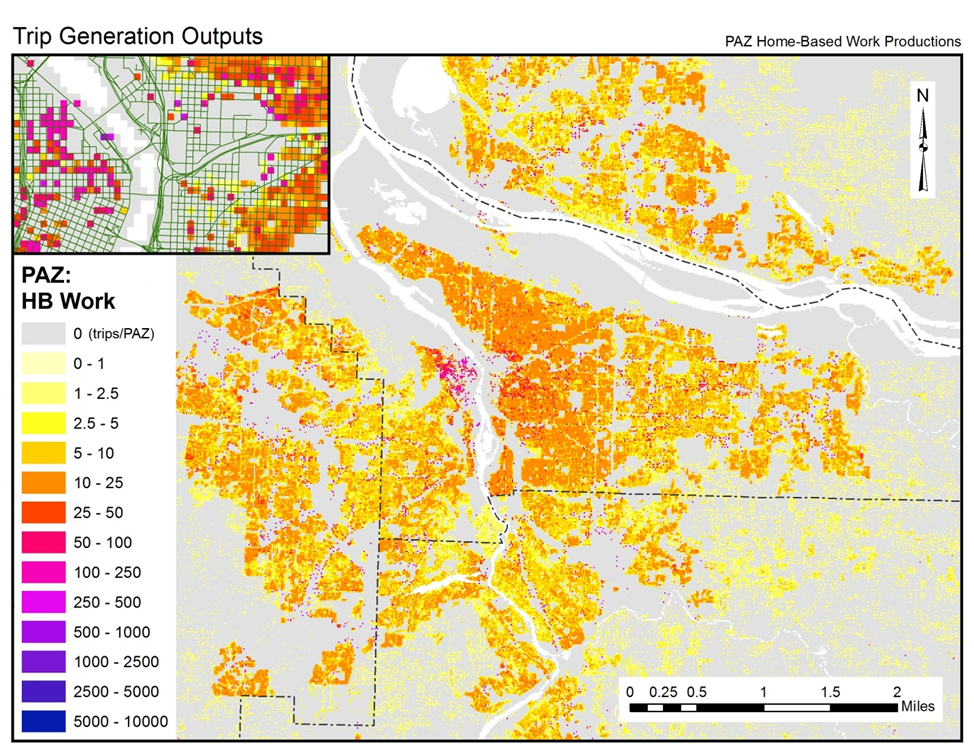 Trip Generation Outputs
PAZ Home-Based Work Productions
N
PAZ:
HB Work
0 (trips/PAZ)
0 - 1
1 - 2.5
2.5 - 5
5 - 10
10 - 25
25 - 50
50 - 100
100 - 250
250 - 500
500 - 1000
1000 - 2500
2500 - 5000
5000 - 10000
0 0.25 0.5 1 1.5 2
Miles